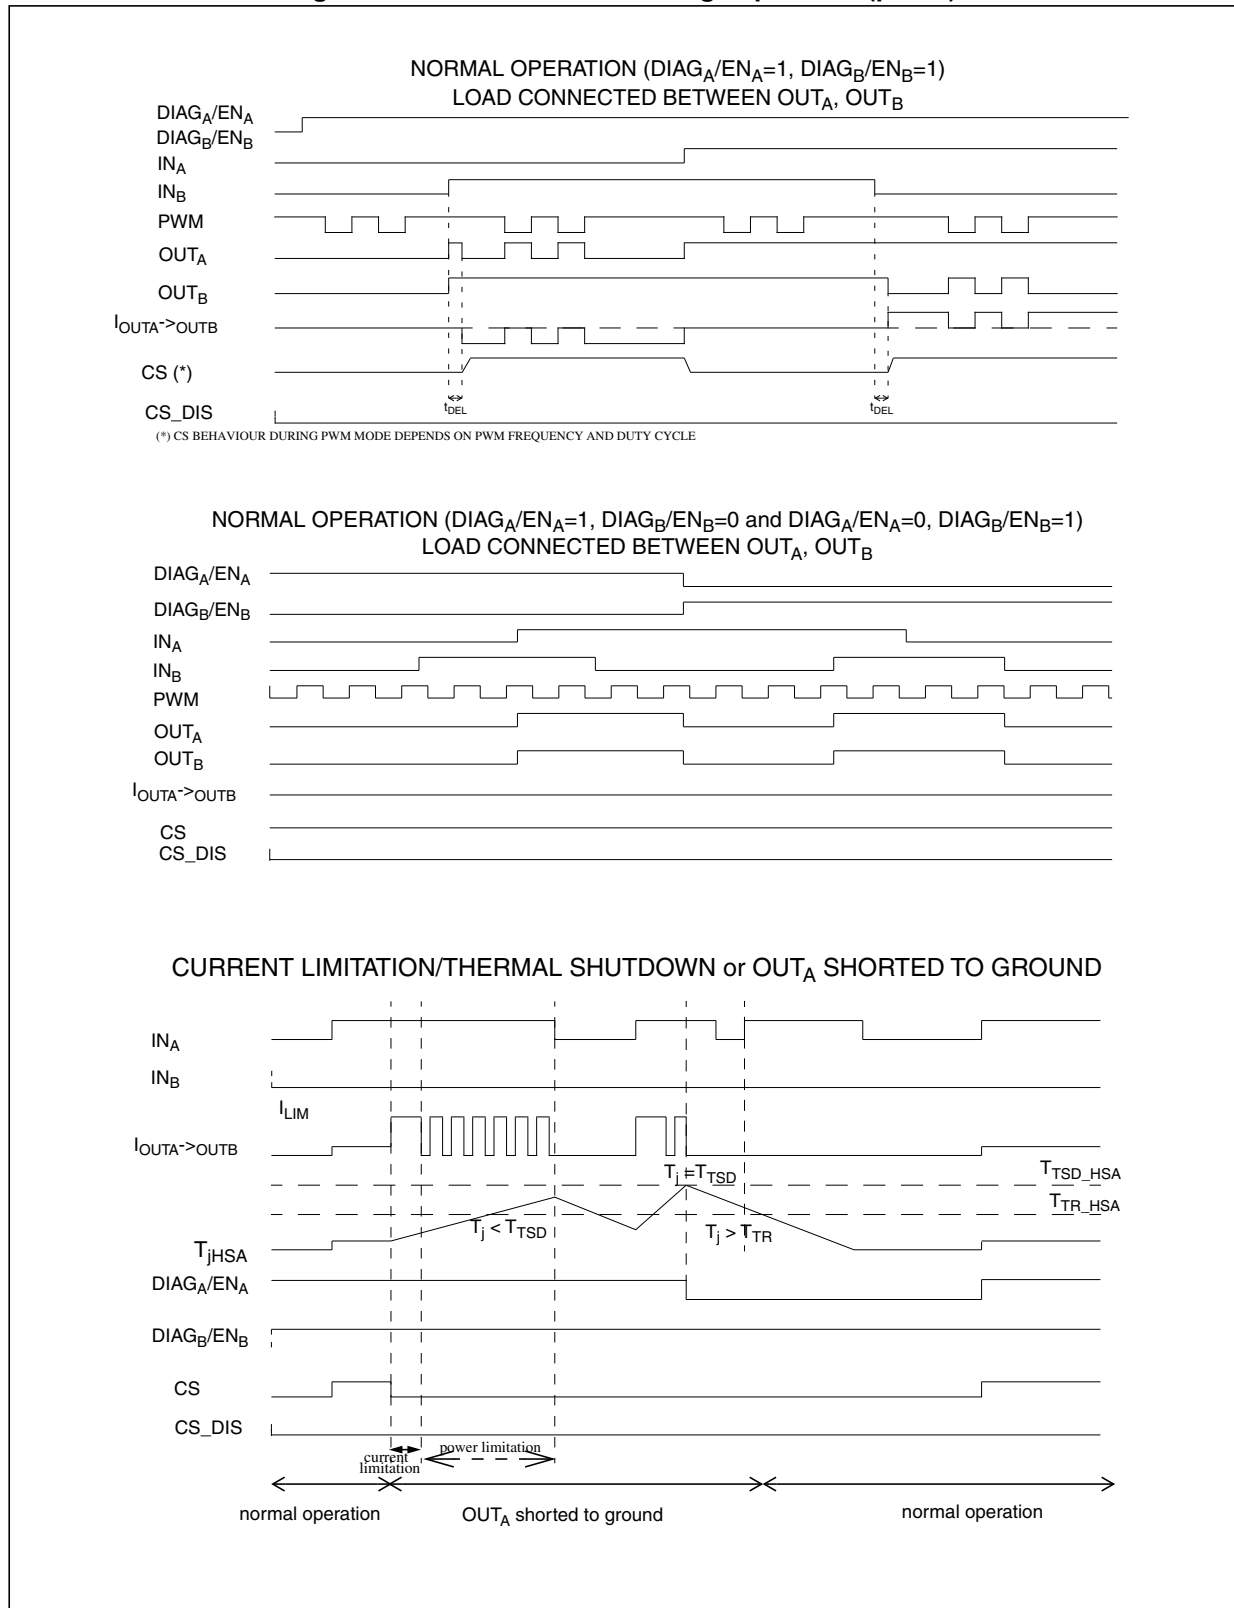 NORMAL OPERATION (DIAGA/ENA=1, DIAGB/ENB=1)
LOAD CONNECTED BETWEEN OUTA, OUTB
DIAGA/ENA
DIAGB/ENB
INA
INB
PWM
OUTA
OUTB
IOUTA->OUTB
CS (*)
tDEL
tDEL
CS_DIS
(*) CS BEHAVIOUR DURING PWM MODE DEPENDS ON PWM FREQUENCY AND DUTY CYCLE
NORMAL OPERATION (DIAGA/ENA=1, DIAGB/ENB=0 and DIAGA/ENA=0, DIAGB/ENB=1)
LOAD CONNECTED BETWEEN OUTA, OUTB
DIAGA/ENA
DIAGB/ENB
INA
INB
PWM
OUTA
OUTB
IOUTA->OUTB
CS
CS_DIS
CURRENT LIMITATION/THERMAL SHUTDOWN or OUTA SHORTED TO GROUND
INA
INB
ILIM
IOUTA->OUTB
Tj = TTSD
TTSD_HSA
TTR_HSA
Tj < TTSD
Tj > TTR
TjHSA
DIAGA/ENA
DIAGB/ENB
CS
CS_DIS
current limitation
power limitation
normal operation
OUTA shorted to ground
normal operation